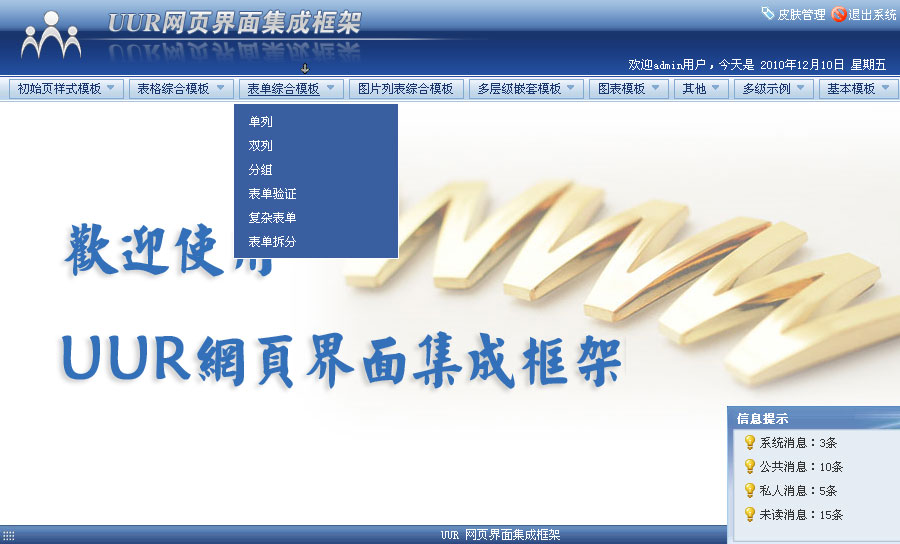 UUR网页界面集成框架
皮肤管理 退出系统
欢迎admin用户，今天是 2010年12月10日 星期五
初始页样式模板 表格综合模板 表单综合模板 图片列表综合模板 多层级嵌套模板 图表模板 其他 多级示例 基本模板
单列
双列
分组
表单验证
复杂表单
表单拆分
歡迎使用
UUR網頁界面集成框架
信息提示
系统消息：3条
公共消息：10条
私人消息：5条
未读消息：15条
UUR 网页界面集成框架